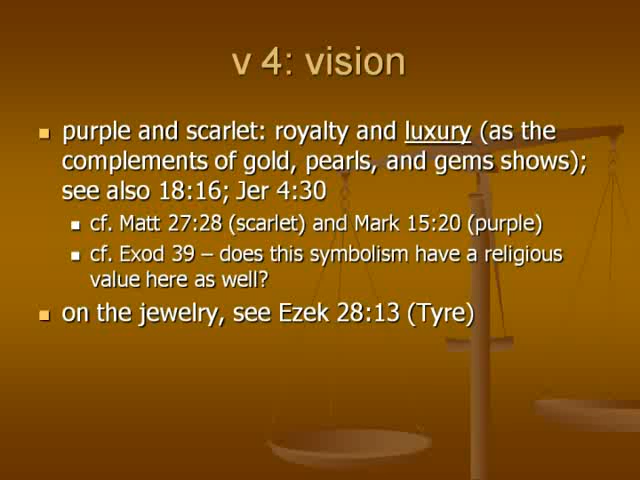 v 4: vision
purple and scarlet: royalty and luxury (as the
complements of gold, pearls, and gems shows);
see also 18:16; Jer 4:30
cf. Matt 27:28 (scarlet) and Mark 15:20 (purple)
cf. Exod 39 – does this symbolism have a religious
value here as well?
on the jewelry, see Ezek 28:13 (Tyre)